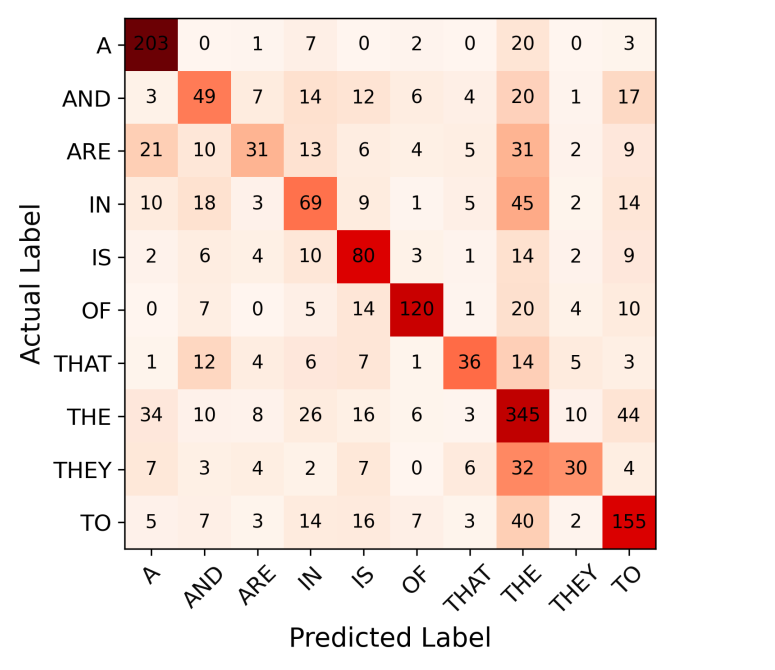 A 203 0 1 7 0 2 0 20 0 3
AND 3 49 7 14 12 6 4 20 1 17
ARE 21 10 31 13 6 4 5 31 2 9
IN 10 18 3 69 9 1 5 45 2 14
IS 2 6 4 10 80 3 1 14 2 9
OF 0 7 0 5 14 120 1 20 4 10
THAT 1 12 4 6 7 1 36 14 5 3
THE 34 10 8 26 16 6 3 345 10 44
THEY 7 3 4 2 7 0 6 32 30 4
TO 5 7 3 14 16 7 3 40 2 155
A AND ARE IN IS OF THAT THE THEY TO
Predicted Label
Actual Label